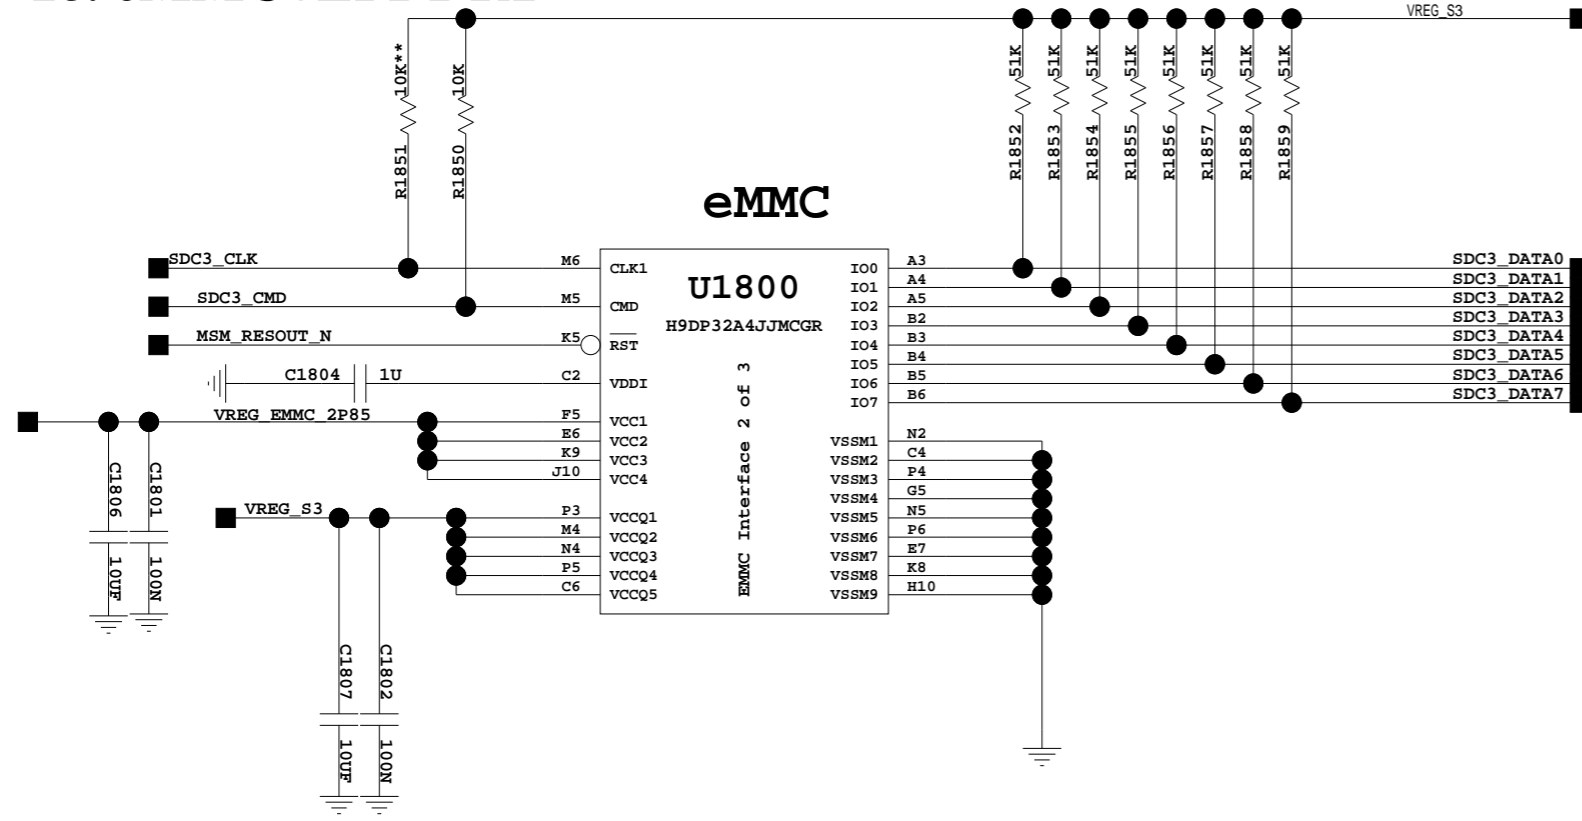 VREG_S3
R1851 10K**
R1850 10K
R1852 51K
R1853 51K
R1854 51K
R1855 51K
R1856 51K
R1857 51K
R1858 51K
R1859 51K
eMMC
U1800
H9DP32A4JJMCGR
EMMC Interface 2 of 3
SDC3_CLK M6 CLK1
SDC3_CMD M5 CMD
MSM_RESOUT_N K5 RST
C1804 1U C2 VDDI
VREG_EMMC_2P85 F5 VCC1
E6 VCC2
K9 VCC3
J10 VCC4
VREG_S3 P3 VCCQ1
M4 VCCQ2
N4 VCCQ3
P5 VCCQ4
C6 VCCQ5
IO0 A3 SDC3_DATA0
IO1 A4 SDC3_DATA1
IO2 A5 SDC3_DATA2
IO3 B2 SDC3_DATA3
IO4 B3 SDC3_DATA4
IO5 B4 SDC3_DATA5
IO6 B5 SDC3_DATA6
IO7 B6 SDC3_DATA7
VSSM1 N2
VSSM2 C4
VSSM3 P4
VSSM4 G5
VSSM5 N5
VSSM6 P6
VSSM7 E7
VSSM8 K8
VSSM9 H10
C1806 10UF
C1801 100N
C1807 10UF
C1802 100N